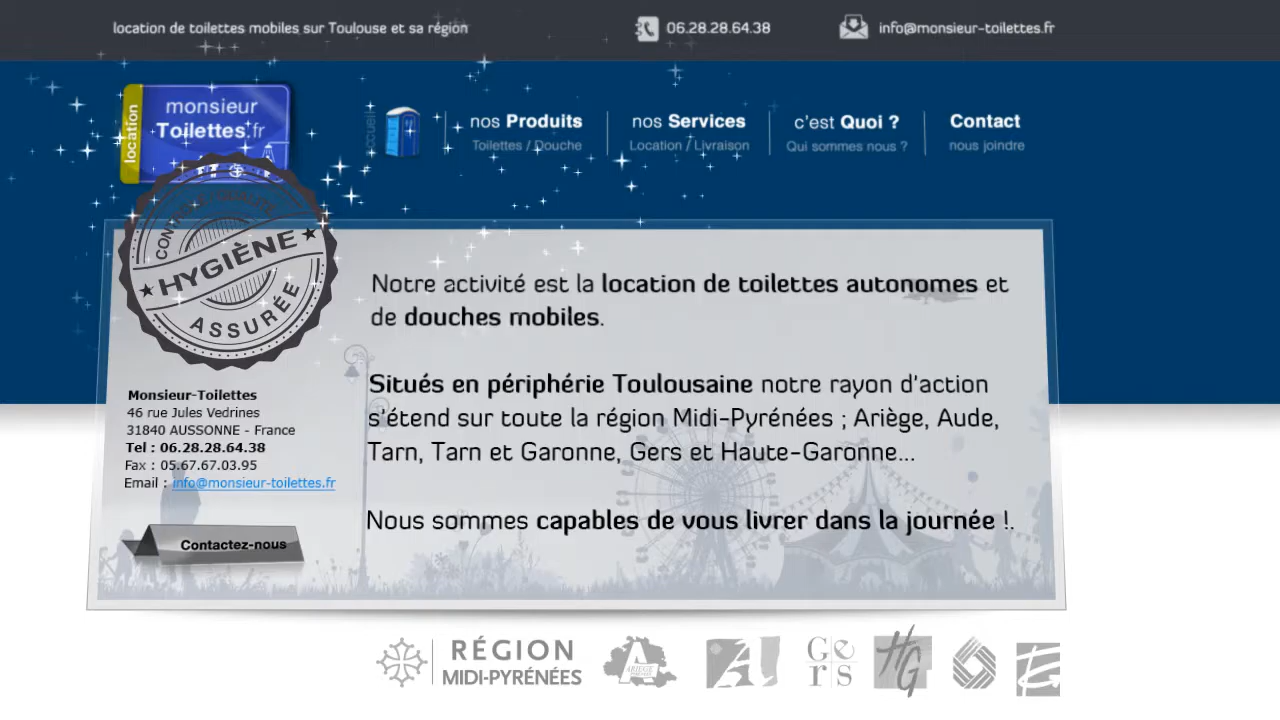 location de toilettes mobiles sur Toulouse et sa région
06.28.28.64.38
info@monsieur-toilettes.fr
location
monsieur
Toilettes.fr
accueil
nos Produits
Toilettes / Douche
nos Services
Location / Livraison
c'est Quoi ?
Qui sommes nous ?
Contact
nous joindre
HYGIÈNE
ASSURÉE
Notre activité est la location de toilettes autonomes et
de douches mobiles.
Situés en périphérie Toulousaine notre rayon d'action
s'étend sur toute la région Midi-Pyrénées ; Ariège, Aude,
Tarn, Tarn et Garonne, Gers et Haute-Garonne...
Nous sommes capables de vous livrer dans la journée !.
Monsieur-Toilettes
46 rue Jules Vedrines
31840 AUSSONNE - France
Tel : 06.28.28.64.38
Fax : 05.67.67.03.95
Email : info@monsieur-toilettes.fr
Contactez-nous
RÉGION
MIDI-PYRÉNÉES
ARIEGE
Gers
HG